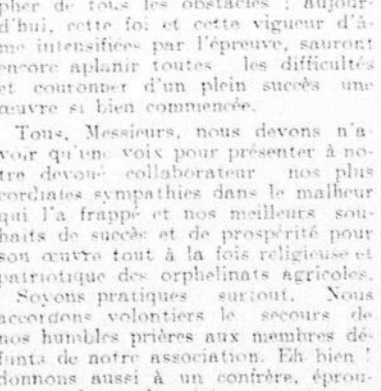 pher de tous les obstacles ; aujour-
d'hui, cette foi et cette vigueur d'â-
me intensifiées par l'épreuve, sauront
encore aplanir toutes les difficultés
et couronner d'un plein succès une
œuvre si bien commencée.
Tous, Messieurs, nous devons n'a-
voir qu'une voix pour présenter à no-
tre devoué collaborateur nos plus
cordiales sympathies dans le malheur
qui l'a frappé et nos meilleurs sou-
haits de succès et de prospérité pour
son œuvre tout à la fois religieuse et
patriotique des orphelinats agricoles.
Soyons pratiques surtout. Nous
accordons volontiers le secours de
nos humbles prières aux membres dé-
funts de notre association. Eh bien !
donnons aussi à un confrère, éprou-